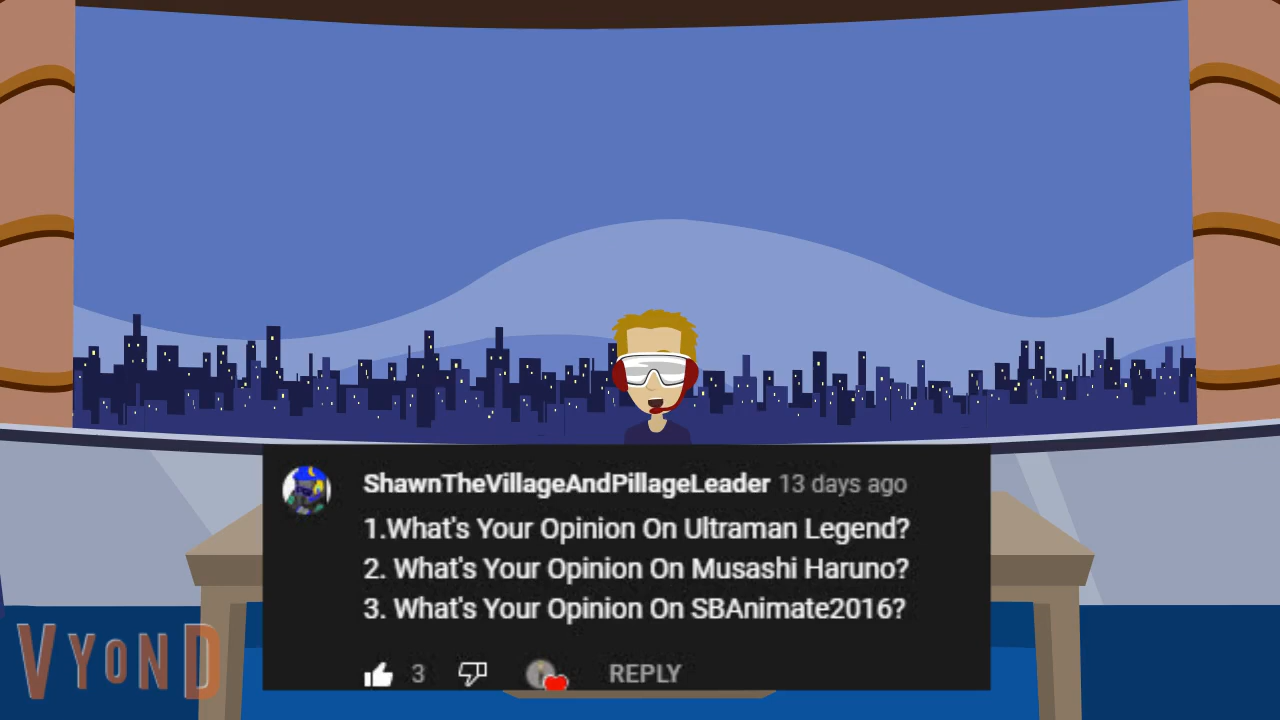 ShawnTheVillageAndPillageLeader 13 days ago
1.What's Your Opinion On Ultraman Legend?
2. What's Your Opinion On Musashi Haruno?
3. What's Your Opinion On SBAnimate2016?
3 REPLY
VYOND